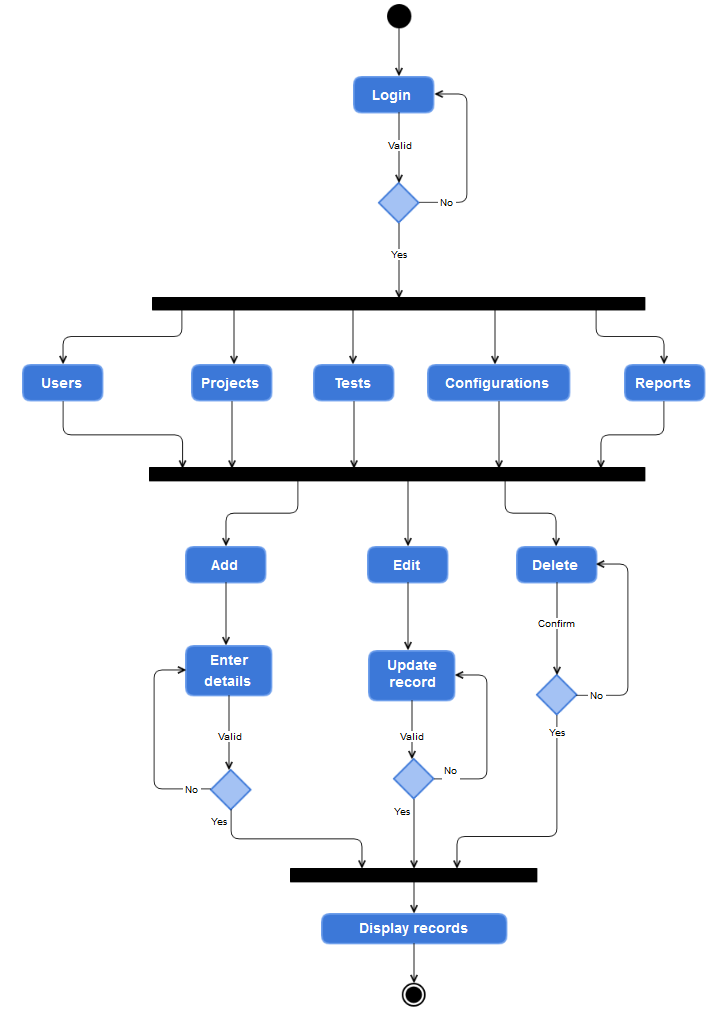 Login
Valid
No
Yes
Users
Projects
Tests
Configurations
Reports
Add
Edit
Delete
Confirm
Enter
details
Update
record
No
Yes
Valid
Valid
No
No
Yes
Yes
Display records